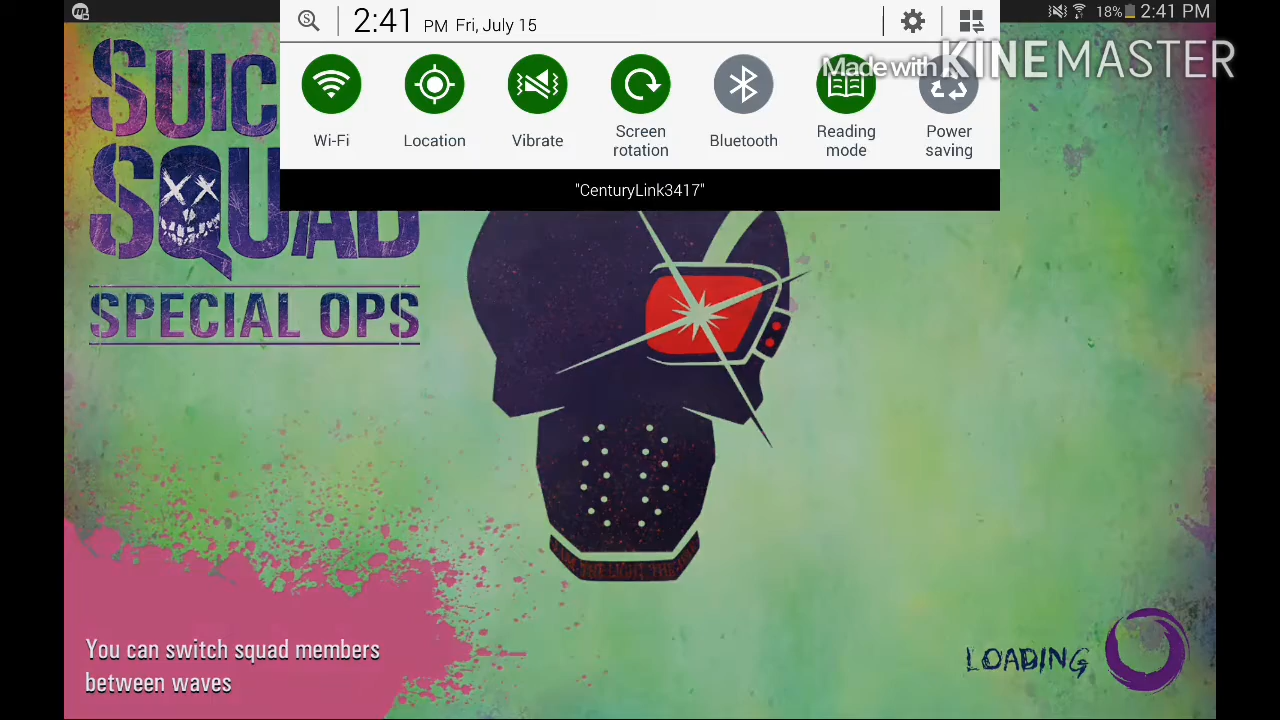 2:41 PM Fri, July 15
18% 2:41 PM
Made with KINEMASTER
Wi-Fi
Location
Vibrate
Screen
rotation
Bluetooth
Reading
mode
Power
saving
"CenturyLink3417"
SUIC
SQUAD
SPECIAL OPS
You can switch squad members
between waves
LOADING